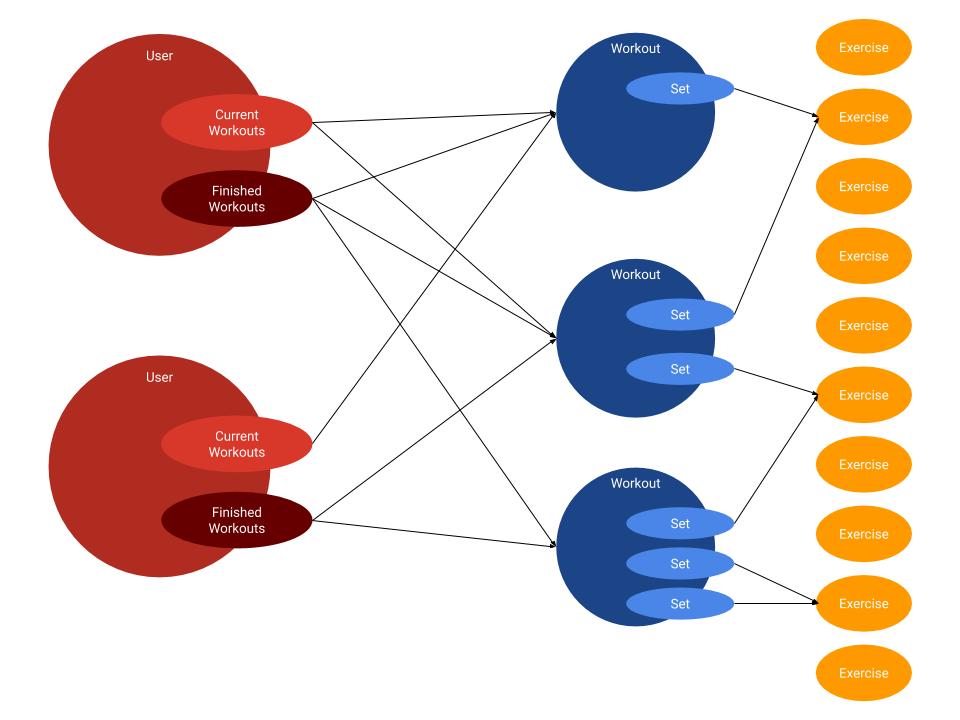 User
Current
Workouts
Finished
Workouts
User
Current
Workouts
Finished
Workouts
Workout
Set
Workout
Set
Set
Workout
Set
Set
Set
Exercise
Exercise
Exercise
Exercise
Exercise
Exercise
Exercise
Exercise
Exercise
Exercise